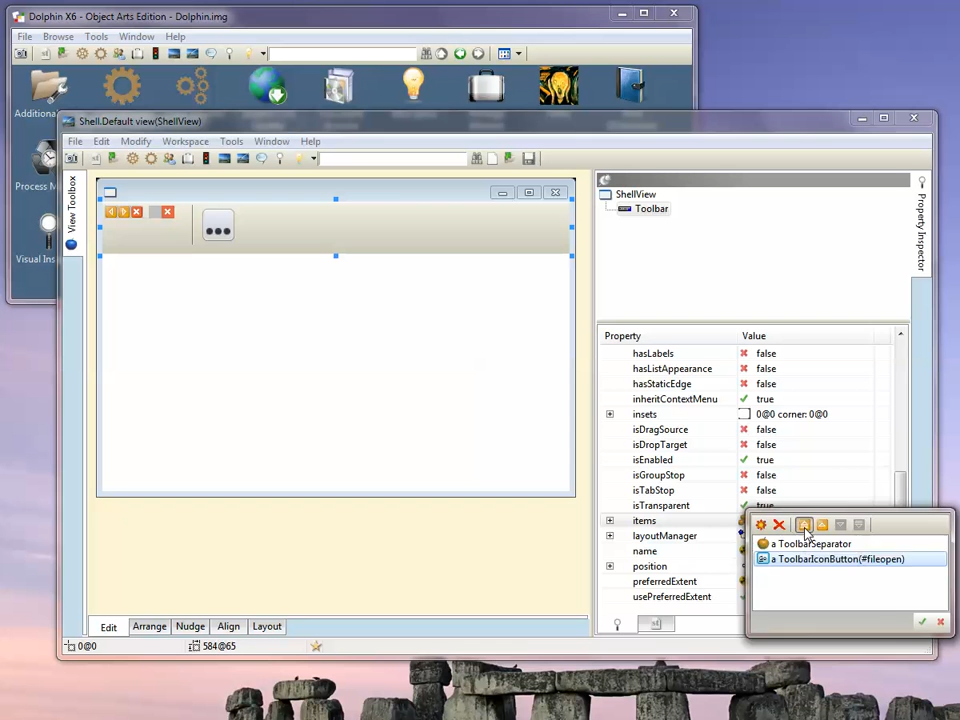 Dolphin X6 - Object Arts Edition - Dolphin.img
File Browse Tools Window Help
Additiona
Process M
Visual Ins
Shell.Default view(ShellView)
File Edit Modify Workspace Tools Window Help
View Toolbox
ShellView
Toolbar
Property Inspector
Property Value
hasLabels false
hasListAppearance false
hasStaticEdge false
inheritContextMenu true
insets 0@0 corner: 0@0
isDragSource false
isDropTarget false
isEnabled true
isGroupStop false
isTabStop false
isTransparent true
items
layoutManager
name
position
preferredExtent
usePreferredExtent
a ToolbarSeparator
a ToolbarIconButton(#fileopen)
Edit Arrange Nudge Align Layout
0@0 584@65